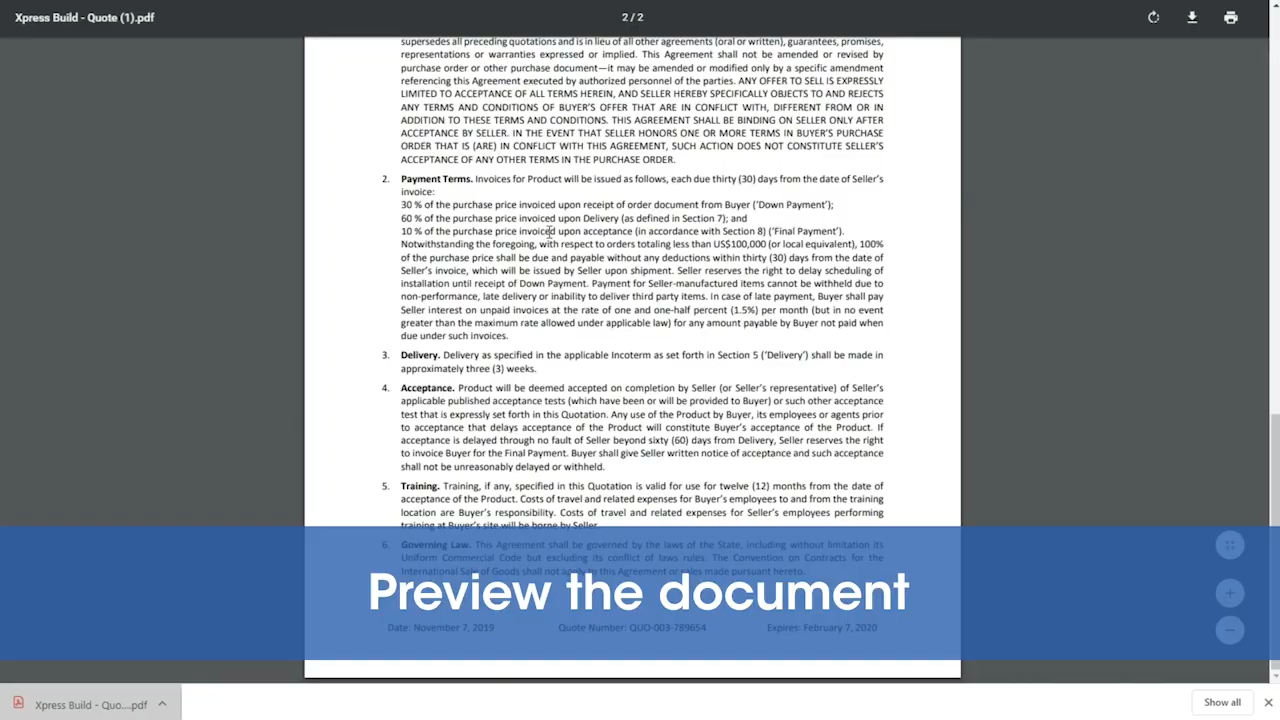 Xpress Build - Quote (1).pdf
2 / 2
supersedes all preceding quotations and is in lieu of all other agreements (oral or written), guarantees, promises,
representations or warranties expressed or implied. This Agreement shall not be amended or revised by
purchase order or other purchase document—it may be amended or modified only by a specific amendment
referencing this Agreement executed by authorized personnel of the parties. ANY OFFER TO SELL IS EXPRESSLY
LIMITED TO ACCEPTANCE OF ALL TERMS HEREIN, AND SELLER HEREBY SPECIFICALLY OBJECTS TO AND REJECTS
ANY TERMS AND CONDITIONS OF BUYER'S OFFER THAT ARE IN CONFLICT WITH, DIFFERENT FROM OR IN
ADDITION TO THESE TERMS AND CONDITIONS. THIS AGREEMENT SHALL BE BINDING ON SELLER ONLY AFTER
ACCEPTANCE BY SELLER. IN THE EVENT THAT SELLER HONORS ONE OR MORE TERMS IN BUYER'S PURCHASE
ORDER THAT IS (ARE) IN CONFLICT WITH THIS AGREEMENT, SUCH ACTION DOES NOT CONSTITUTE SELLER'S
ACCEPTANCE OF ANY OTHER TERMS IN THE PURCHASE ORDER.
2. Payment Terms. Invoices for Product will be issued as follows, each due thirty (30) days from the date of Seller's
invoice:
30 % of the purchase price invoiced upon receipt of order document from Buyer ('Down Payment');
60 % of the purchase price invoiced upon Delivery (as defined in Section 7); and
10 % of the purchase price invoiced upon acceptance (in accordance with Section 8) ('Final Payment').
Notwithstanding the foregoing, with respect to orders totaling less than US$100,000 (or local equivalent), 100%
of the purchase price shall be due and payable without any deductions within thirty (30) days from the date of
Seller's invoice, which will be issued by Seller upon shipment. Seller reserves the right to delay scheduling of
installation until receipt of Down Payment. Payment for Seller-manufactured items cannot be withheld due to
non-performance, late delivery or inability to deliver third party items. In case of late payment, Buyer shall pay
Seller interest on unpaid invoices at the rate of one and one-half percent (1.5%) per month (but in no event
greater than the maximum rate allowed under applicable law) for any amount payable by Buyer not paid when
due under such invoices.
3. Delivery. Delivery as specified in the applicable Incoterm as set forth in Section 5 ('Delivery') shall be made in
approximately three (3) weeks.
4. Acceptance. Product will be deemed accepted on completion by Seller (or Seller's representative) of Seller's
applicable published acceptance tests (which have been or will be provided to Buyer) or such other acceptance
test that is expressly set forth in this Quotation. Any use of the Product by Buyer, its employees or agents prior
to acceptance that delays acceptance of the Product will constitute Buyer's acceptance of the Product. If
acceptance is delayed through no fault of Seller beyond sixty (60) days from Delivery, Seller reserves the right
to invoice Buyer for the Final Payment. Buyer shall give Seller written notice of acceptance and such acceptance
shall not be unreasonably delayed or withheld.
5. Training. Training, if any, specified in this Quotation is valid for use for twelve (12) months from the date of
acceptance of the Product. Costs of travel and related expenses for Buyer's employees to and from the training
location are Buyer's responsibility. Costs of travel and related expenses for Seller's employees performing
training at Buyer's site will be borne by Seller.
6. Governing Law. This Agreement shall be governed by the laws of the State, including without limitation its
Uniform Commercial Code but excluding its conflict of laws rules. The Convention on Contracts for the
International Sale of Goods shall not apply to this Agreement or sales made pursuant hereto.
Preview the document
Date: November 7, 2019 Quote Number: QUO-003-789654 Expires: February 7, 2020
Xpress Build - Quo....pdf
Show all